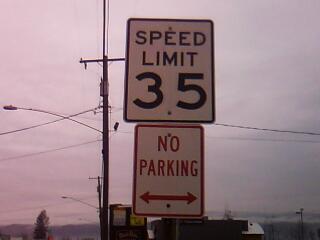 SPEED
LIMIT
35
NO
PARKING